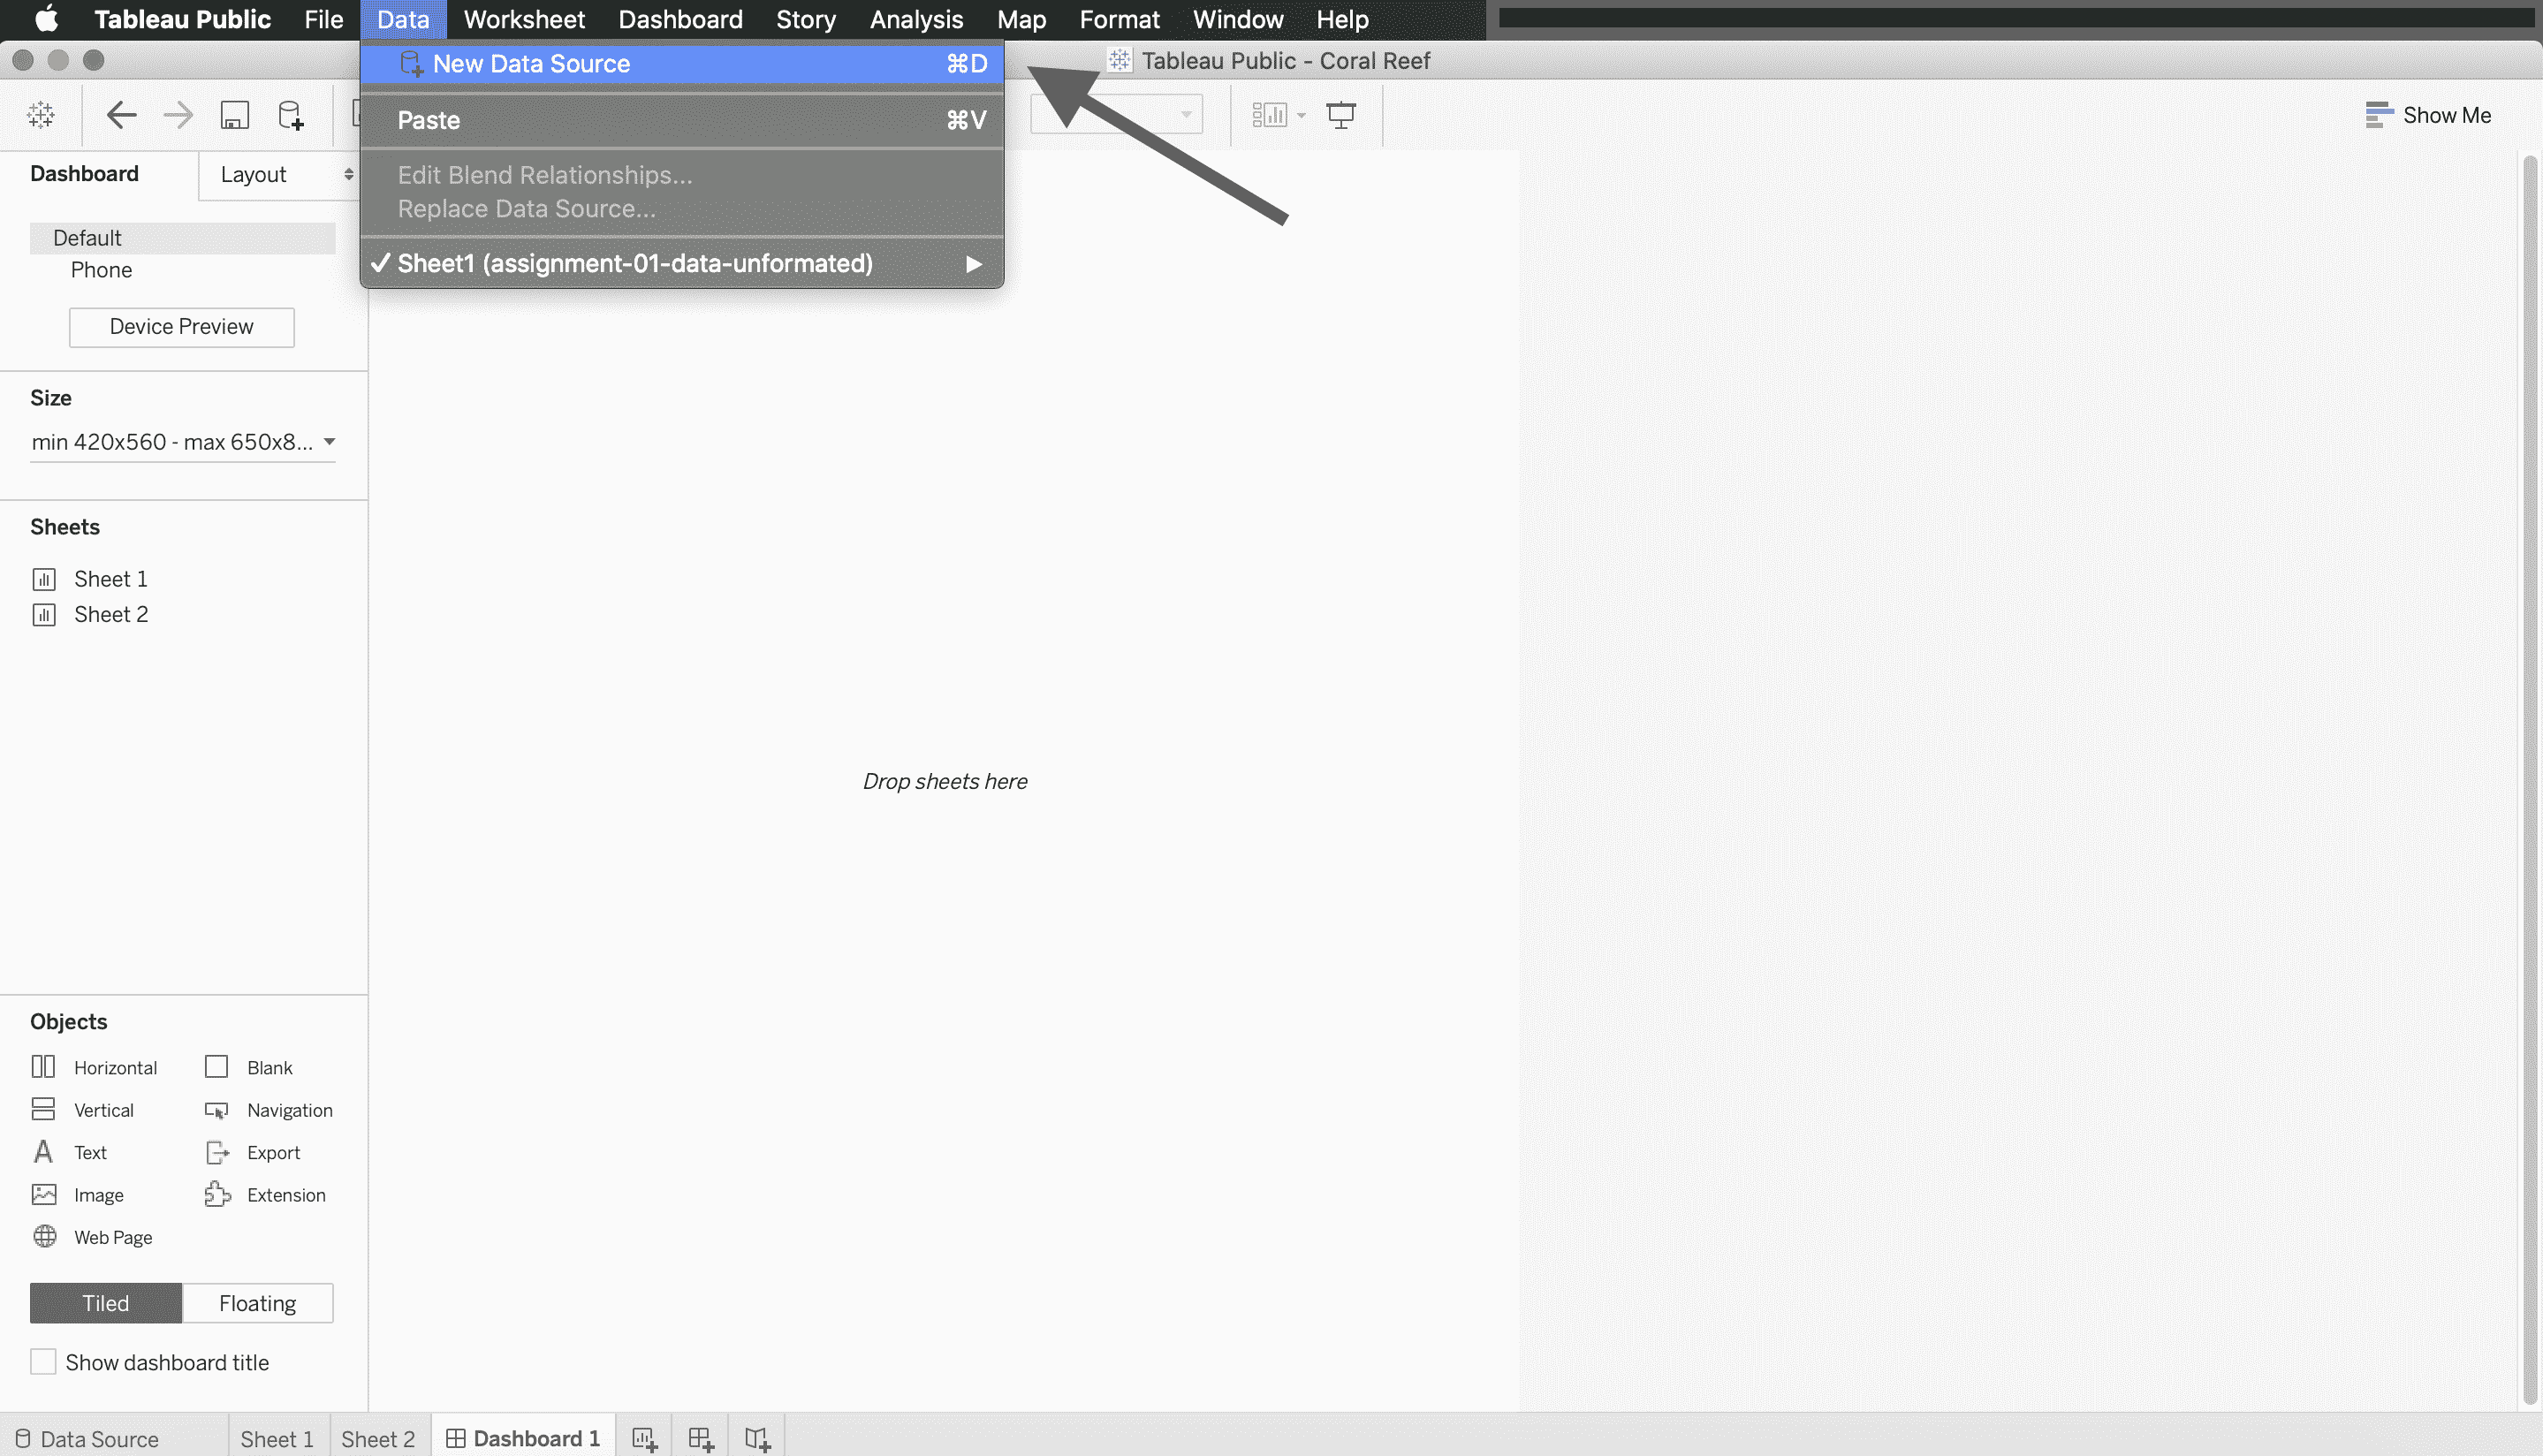 Tableau Public File Data Worksheet Dashboard Story Analysis Map Format Window Help
New Data Source ⌘D
Tableau Public - Coral Reef
Paste ⌘V
Show Me
Dashboard Layout
Edit Blend Relationships...
Replace Data Source...
Default
Sheet1 (assignment-01-data-unformated)
Phone
Device Preview
Size
min 420x560 - max 650x8...
Sheets
Sheet 1
Sheet 2
Drop sheets here
Objects
Horizontal Blank
Vertical Navigation
Text Export
Image Extension
Web Page
Tiled Floating
Show dashboard title
Data Source Sheet 1 Sheet 2 Dashboard 1